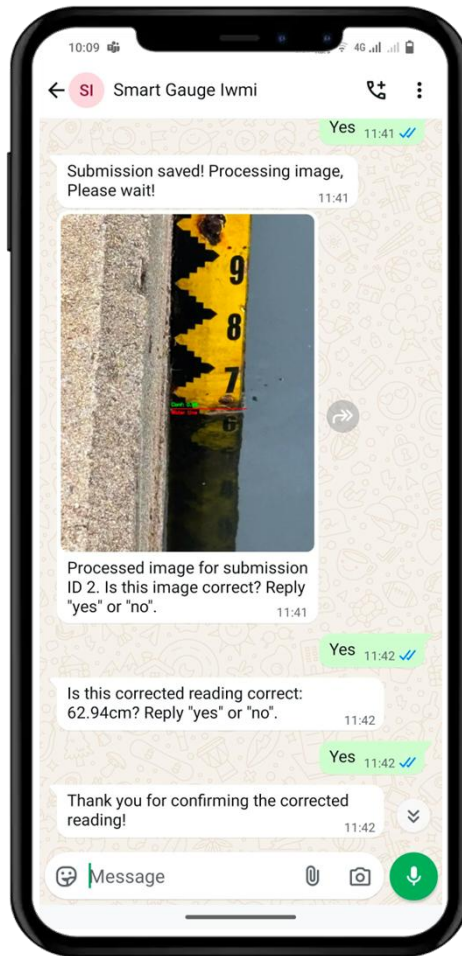 10:09 4G
SI Smart Gauge Iwmi
Yes 11:41
Submission saved! Processing image,
Please wait!
11:41
9
8
7
6
Processed image for submission
ID 2. Is this image correct? Reply
"yes" or "no".
11:41
Yes 11:42
Is this corrected reading correct:
62.94cm? Reply "yes" or "no".
11:42
Yes 11:42
Thank you for confirming the corrected
reading!
11:42
Message